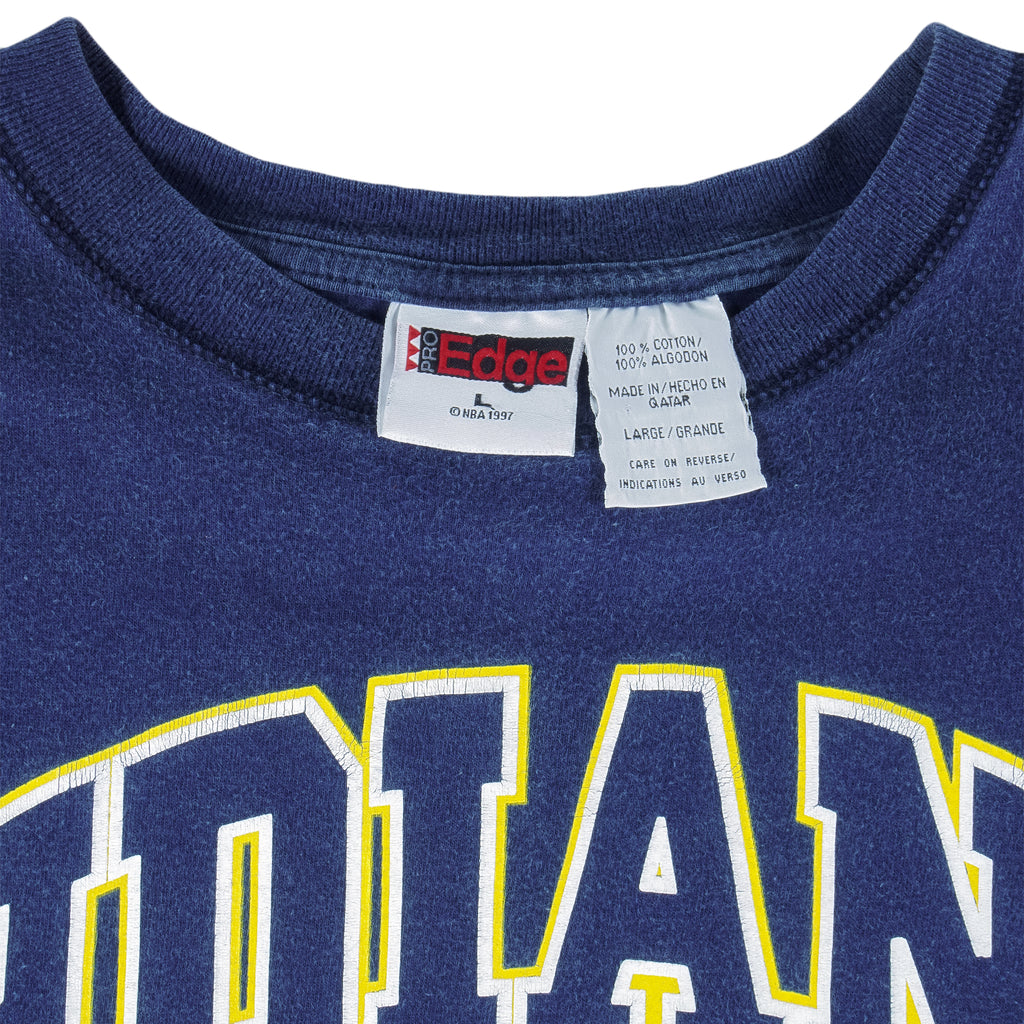 PRO Edge
L
© NBA 1997
100 % COTTON/
100% ALGODON
MADE IN/HECHO EN
QATAR
LARGE/GRANDE
CARE ON REVERSE/
INDICATIONS AU VERSO
DIAN